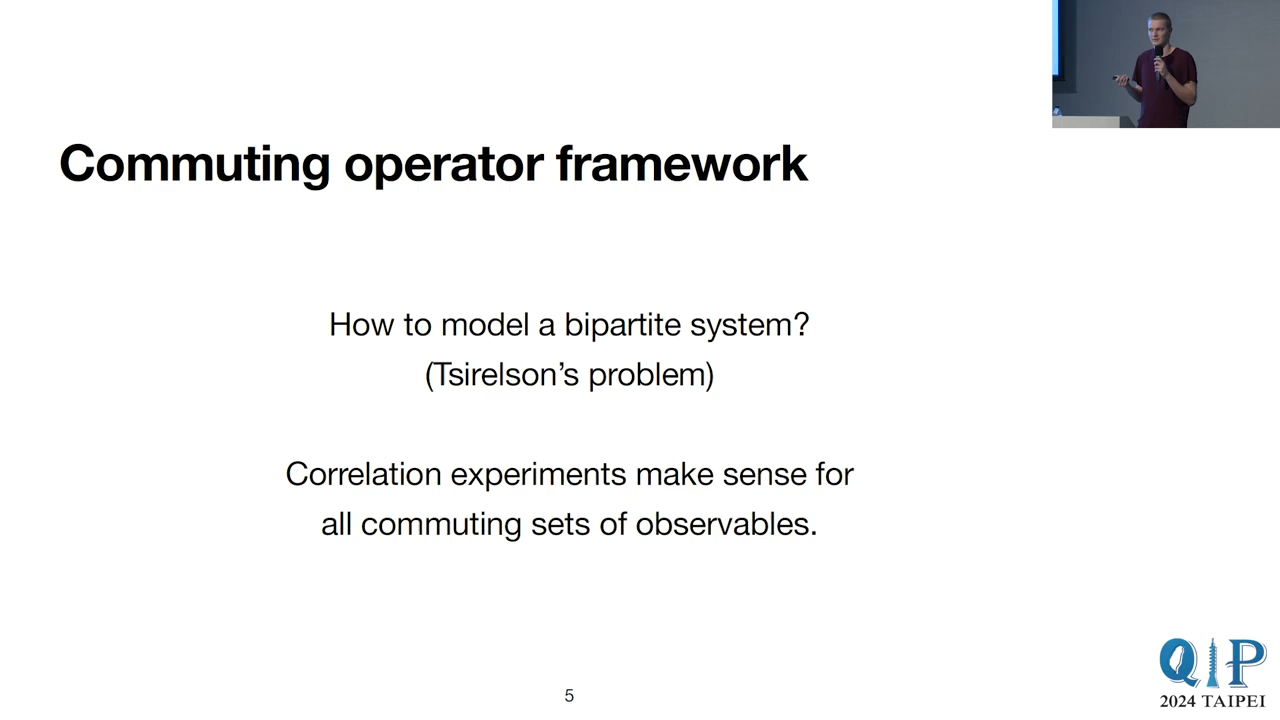 Commuting operator framework
How to model a bipartite system?
(Tsirelson’s problem)
Correlation experiments make sense for
all commuting sets of observables.
5
QIP
2024 TAIPEI